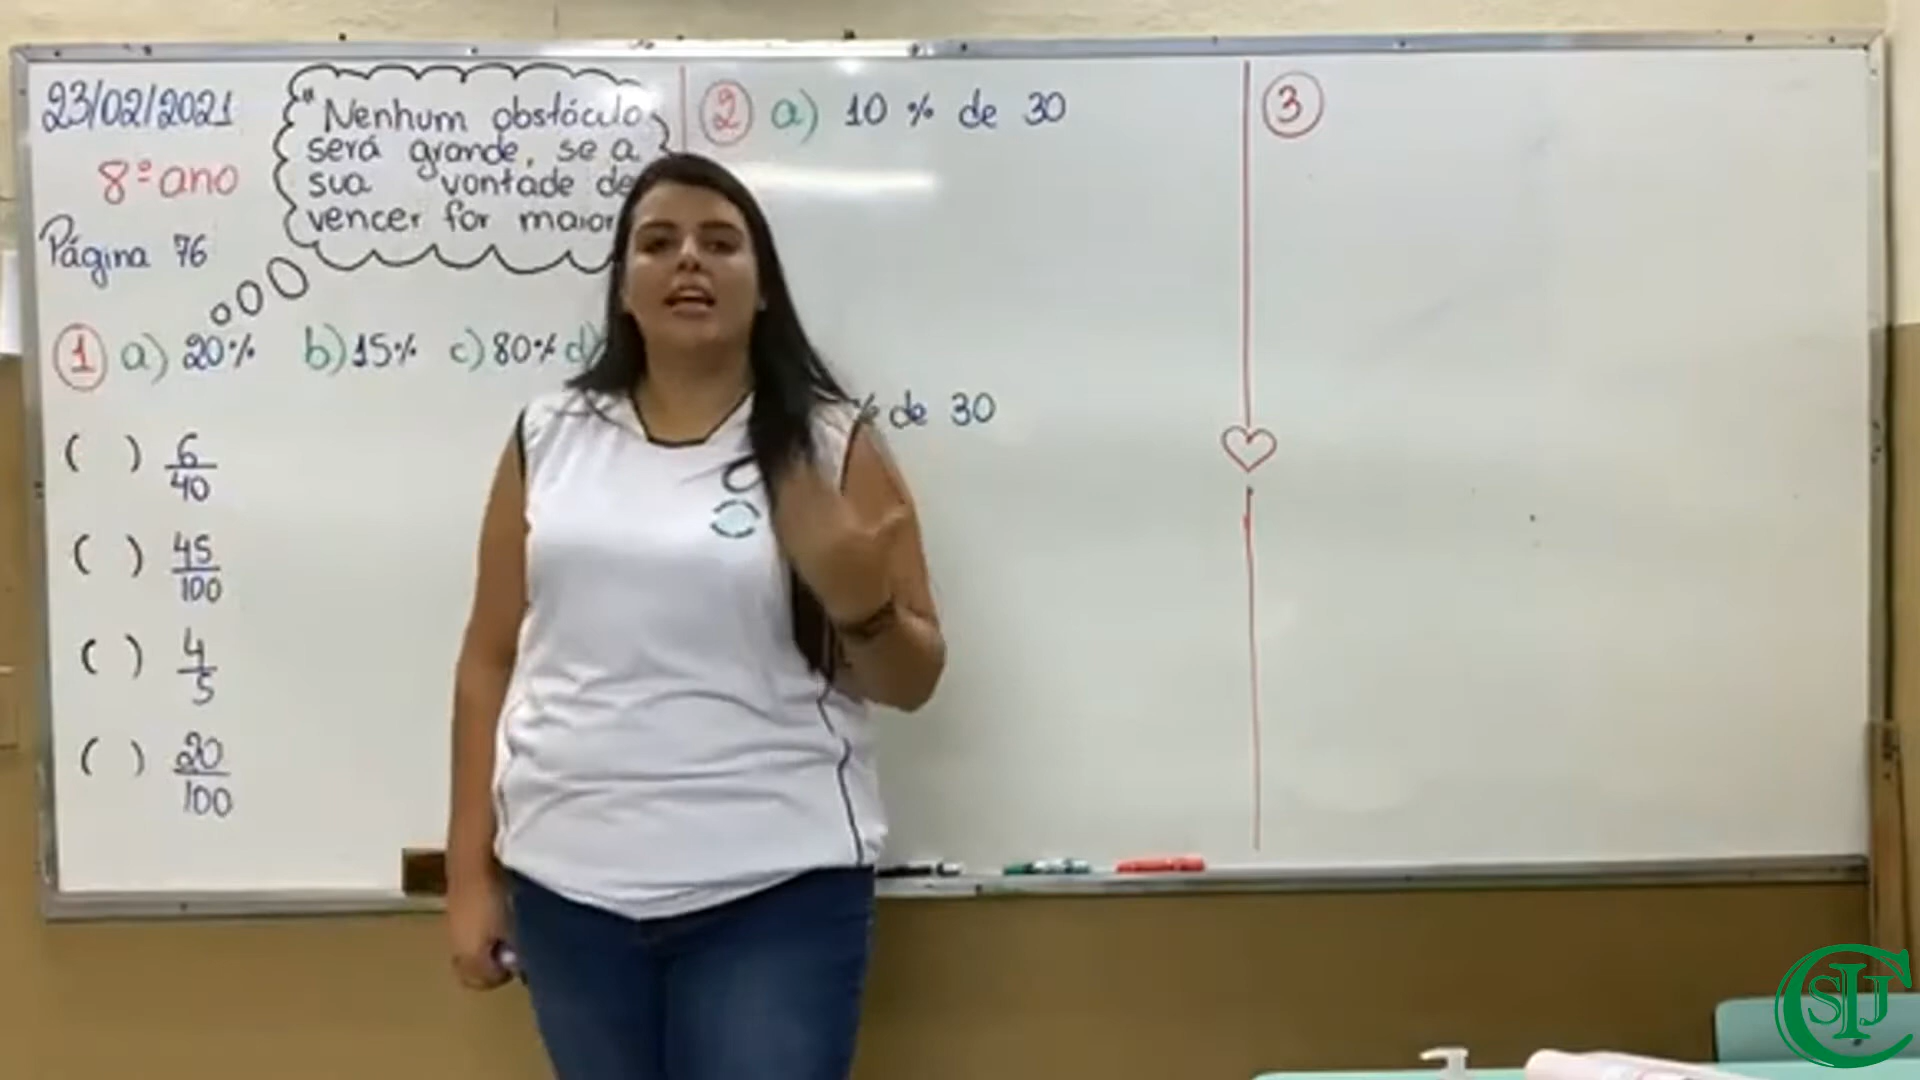 23/02/2021
8º ano
Página 76
"Nenhum obstáculo
será grande, se a
sua vontade de
vencer for maior
1 a) 20% b) 15% c) 80% d)
( ) 6/40
( ) 45/100
( ) 4/5
( ) 20/100
2 a) 10 % de 30
% de 30
3
CSIJ